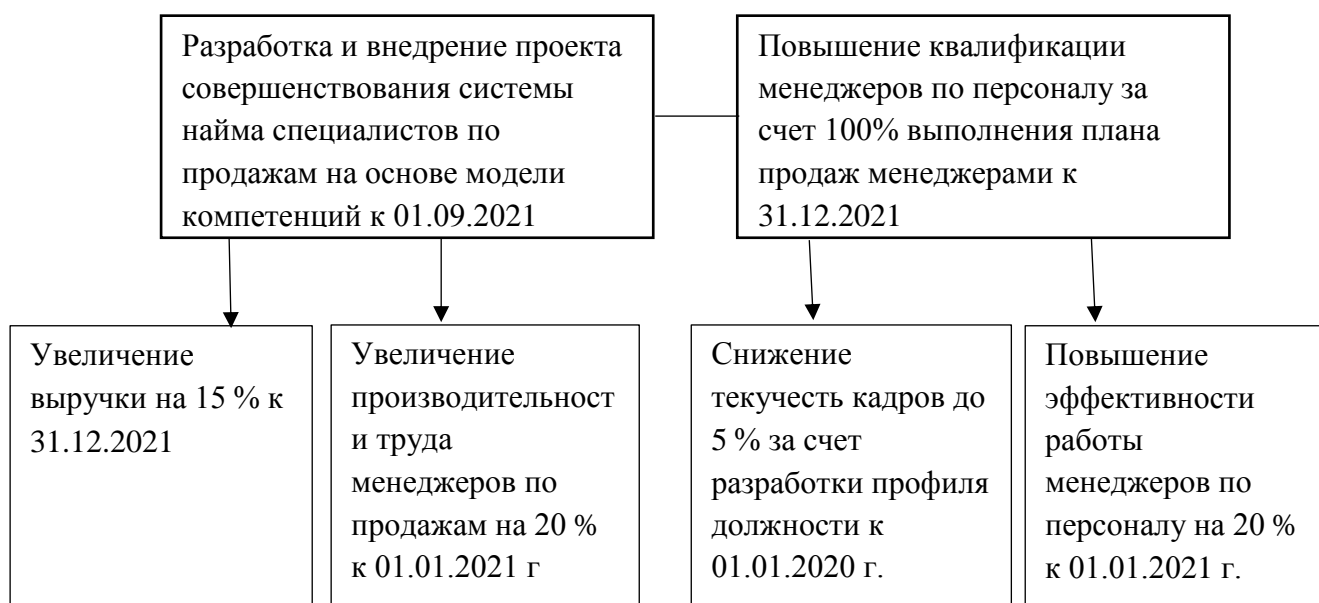 Разработка и внедрение проекта
совершенствования системы
найма специалистов по
продажам на основе модели
компетенций к 01.09.2021
Повышение квалификации
менеджеров по персоналу за
счет 100% выполнения плана
продаж менеджерами к
31.12.2021
Увеличение
выручки на 15 % к
31.12.2021
Увеличение
производительност
и труда
менеджеров по
продажам на 20 %
к 01.01.2021 г
Снижение
текучесть кадров до
5 % за счет
разработки профиля
должности к
01.01.2020 г.
Повышение
эффективности
работы
менеджеров по
персоналу на 20 %
к 01.01.2021 г.